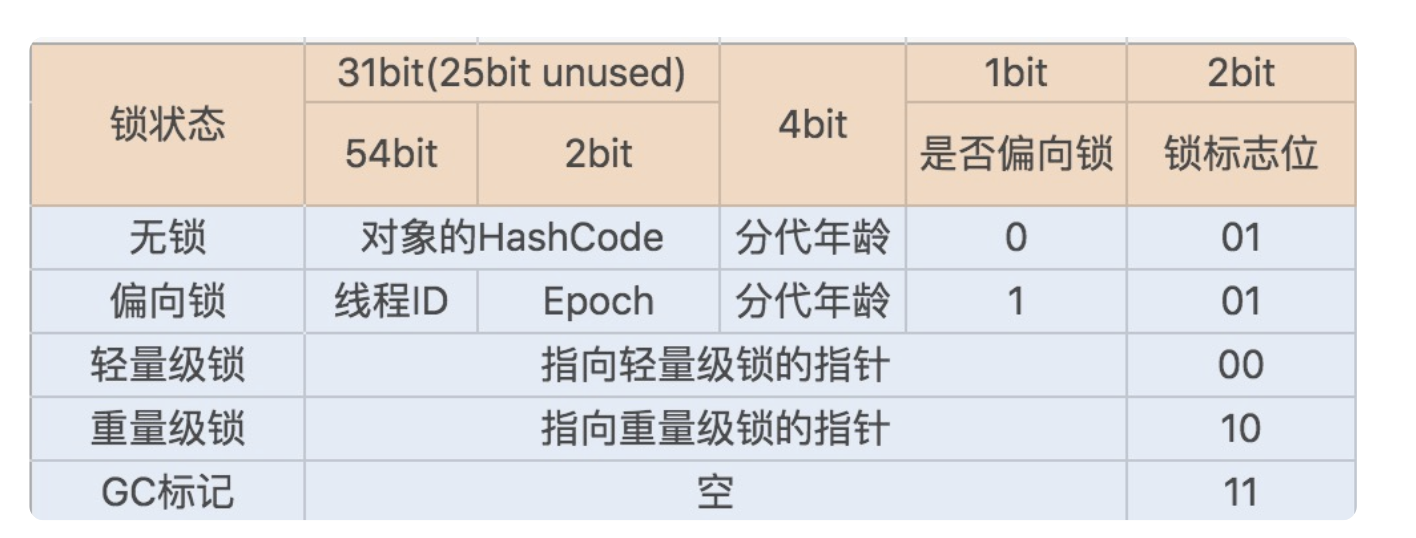 锁状态 31bit(25bit unused) 4bit 1bit 2bit
54bit 2bit 是否偏向锁 锁标志位
无锁 对象的HashCode 分代年龄 0 01
偏向锁 线程ID Epoch 分代年龄 1 01
轻量级锁 指向轻量级锁的指针 00
重量级锁 指向重量级锁的指针 10
GC标记 空 11